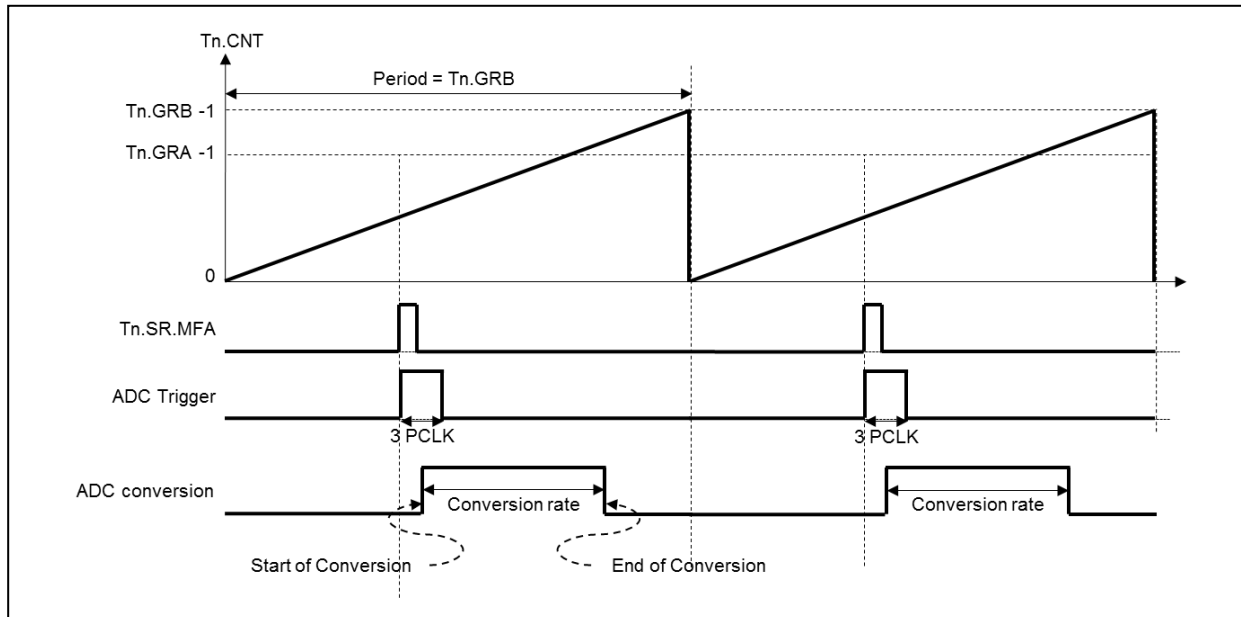 Tn.CNT
Period = Tn.GRB
Tn.GRB -1
Tn.GRA -1
0
Tn.SR.MFA
ADC Trigger
3 PCLK
3 PCLK
ADC conversion
Conversion rate
Conversion rate
Start of Conversion
End of Conversion